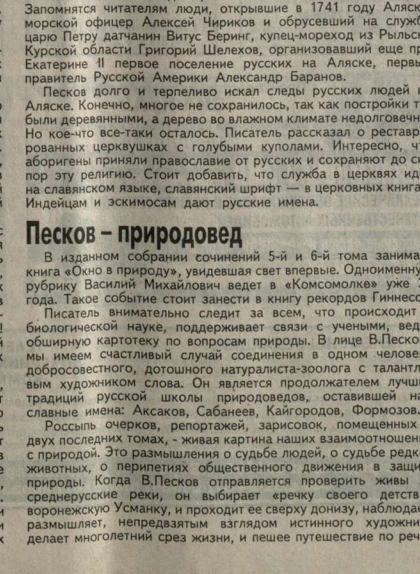 Запомнятся читателям люди, открывшие в 1741 году Аляск
морской офицер Алексей Чириков и обрусевший на служ
царю Петру датчанин Витус Беринг, купец-мореход из Рыльс
Курской области Григорий Шелехов, организовавший еще пр
Екатерине II первое поселение русских на Аляске, первы
правитель Русской Америки Александр Баранов.
Песков долго и терпеливо искал следы русских людей н
Аляске. Конечно, многое не сохранилось, так как постройки т
были деревянными, а дерево во влажном климате недолговечн
Но кое-что все-таки осталось. Писатель рассказал о рестав
рованных церквушках с голубыми куполами. Интересно, чт
аборигены приняли православие от русских и сохраняют до си
пор эту религию. Стоит добавить, что служба в церквях ид
на славянском языке, славянский шрифт — в церковных книга
Индейцам и эскимосам дают русские имена.
Песков – природовед
В изданном собрании сочинений 5-й и 6-й тома занима
книга «Окно в природу», увидевшая свет впервые. Одноимену
рубрику Василий Михайлович ведет в «Комсомолке» уже
года. Такое событие стоит занести в книгу рекордов Гиннес
Писатель внимательно следит за всем, что происходит
биологической науке, поддерживает связи с учеными, вед
обширную картотеку по вопросам природы. В лице В.Песко
мы имеем счастливый случай соединения в одном челове
добросовестного, дотошного натуралиста-зоолога с талантл
вым художником слова. Он является продолжателем лучш
традиций русской школы природоведов, оставившей на
славные имена: Аксаков, Сабанеев, Кайгородов, Формозов
Россыпь очерков, репортажей, зарисовок, помещенных
двух последних томах, - живая картина наших взаимоотношен
с природой. Это размышления о судьбе людей, о судьбе редк
животных, о перипетиях общественного движения в защи
природы. Когда В.Песков отправляется проверить живы
среднерусские реки, он выбирает «речку своего детств
воронежскую Усманку, и проходит ее сверху донизу, наблюдае
размышляет, непредвзятым взглядом истинного художни
делает многолетний срез жизни, и пешее путешествие по реч